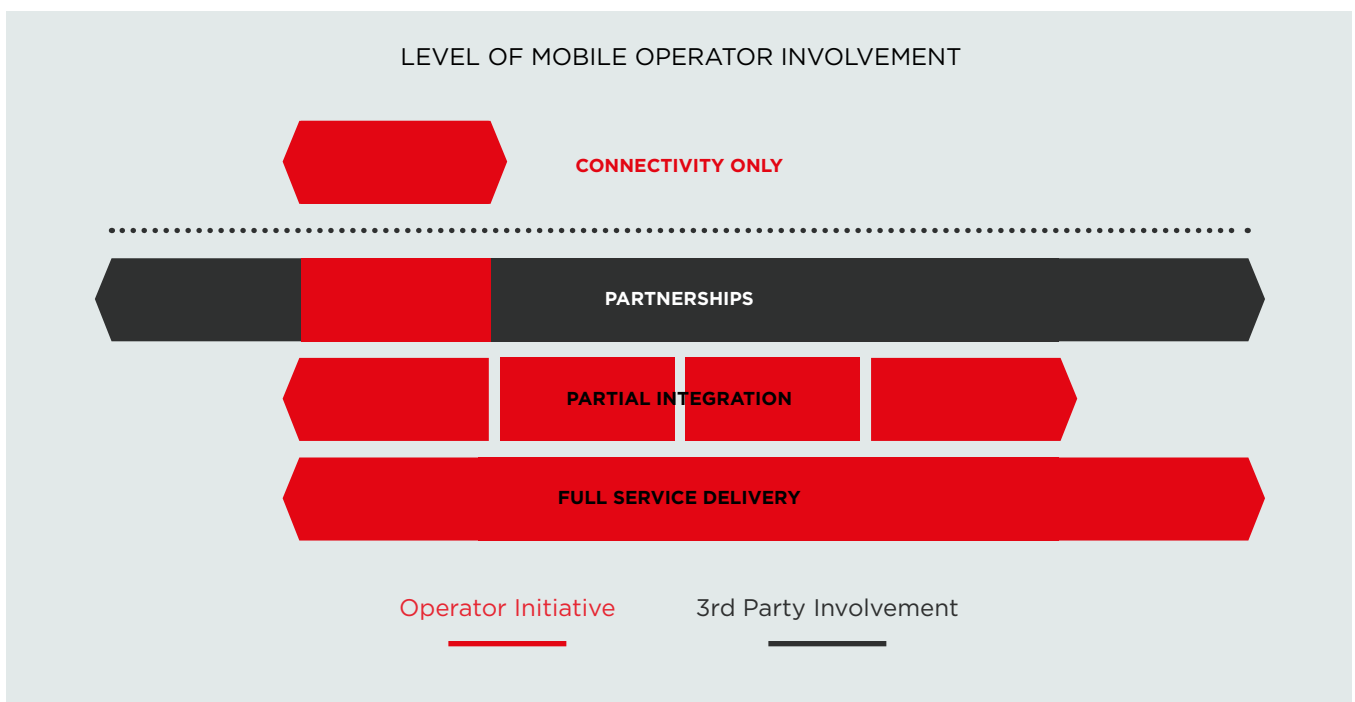 LEVEL OF MOBILE OPERATOR INVOLVEMENT
CONNECTIVITY ONLY
PARTNERSHIPS
PARTIAL INTEGRATION
FULL SERVICE DELIVERY
Operator Initiative
3rd Party Involvement